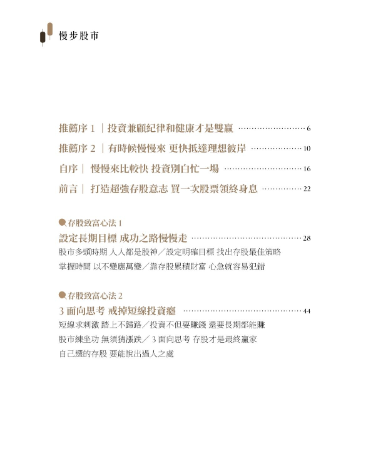 慢步股市
推薦序 1｜投資兼顧紀律和健康才是雙贏 ⋯⋯⋯⋯⋯⋯⋯⋯ 6
推薦序 2｜有時候慢慢來 更快抵達理想彼岸 ⋯⋯⋯⋯⋯⋯ 10
自序｜慢慢來比較快 投資別白忙一場 ⋯⋯⋯⋯⋯⋯⋯⋯ 16
前言｜打造超強存股意志 買一次股票領終身息 ⋯⋯⋯⋯⋯ 22
存股致富心法 1
設定長期目標 成功之路慢慢走 ⋯⋯⋯⋯⋯⋯⋯⋯⋯⋯ 28
股市多頭時期 人人都是股神／設定明確目標 找出存股最佳策略
掌握時間 以不變應萬變／靠存股累積財富 心急就容易犯錯
存股致富心法 2
3 面向思考 戒掉短線投資癮 ⋯⋯⋯⋯⋯⋯⋯⋯⋯⋯⋯ 44
短線求刺激 踏上不歸路／投資不但要賺錢 還要長期都能賺
股市練坐功 無須猜漲跌／3 面向思考 存股才是最終贏家
自己選的存股 要能說出過人之處